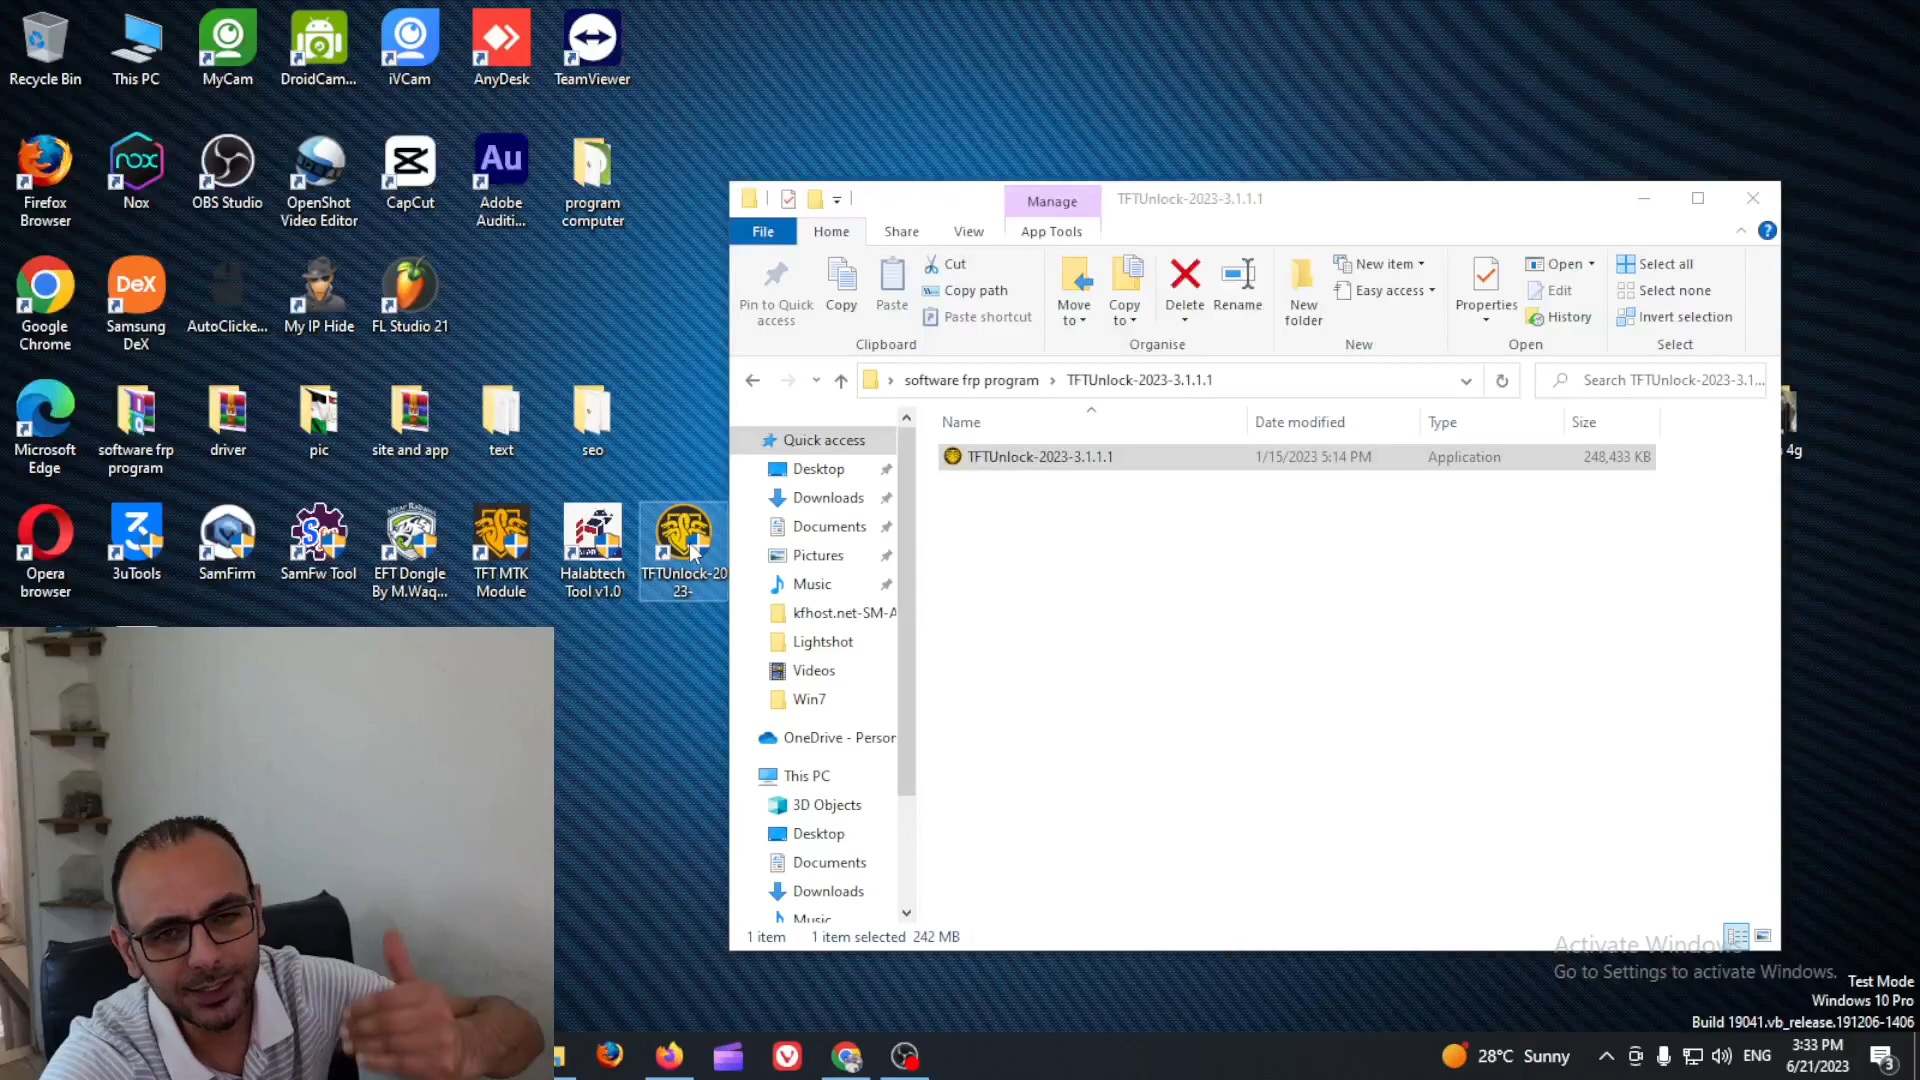 Recycle Bin
This PC
MyCam
DroidCam...
iVCam
AnyDesk
TeamViewer
Firefox
Browser
Nox
OBS Studio
OpenShot
Video Editor
CapCut
Au
Adobe
Auditi...
program
computer
Google
Chrome
DeX
Samsung
DeX
AutoClicke...
My IP Hide
FL Studio 21
Microsoft
Edge
software frp
program
driver
pic
site and app
text
seo
Opera
browser
3uTools
SamFirm
SamFw Tool
EFT Dongle
By M.Waq...
TFT MTK
Module
Halabtech
Tool v1.0
TFTUnlock-20
23-
Manage
TFTUnlock-2023-3.1.1.1
File
Home
Share
View
App Tools
Pin to Quick
access
Copy
Paste
Cut
Copy path
Paste shortcut
Clipboard
Move
to
Copy
to
Delete
Rename
Organise
New
folder
New item
Easy access
New
Properties
Open
Edit
History
Open
Select all
Select none
Invert selection
Select
software frp program › TFTUnlock-2023-3.1.1.1
Search TFTUnlock-2023-3.1...
Name
Date modified
Type
Size
TFTUnlock-2023-3.1.1.1
1/15/2023 5:14 PM
Application
248,433 KB
Quick access
Desktop
Downloads
Documents
Pictures
Music
kfhost.net-SM-A
Lightshot
Videos
Win7
OneDrive - Person
This PC
3D Objects
Desktop
Documents
Downloads
Music
1 item
1 item selected 242 MB
4g
Activate Windows
Go to Settings to activate Windows.
Test Mode
Windows 10 Pro
Build 19041.vb_release.191206-1406
28°C Sunny
ENG
3:33 PM
6/21/2023
3